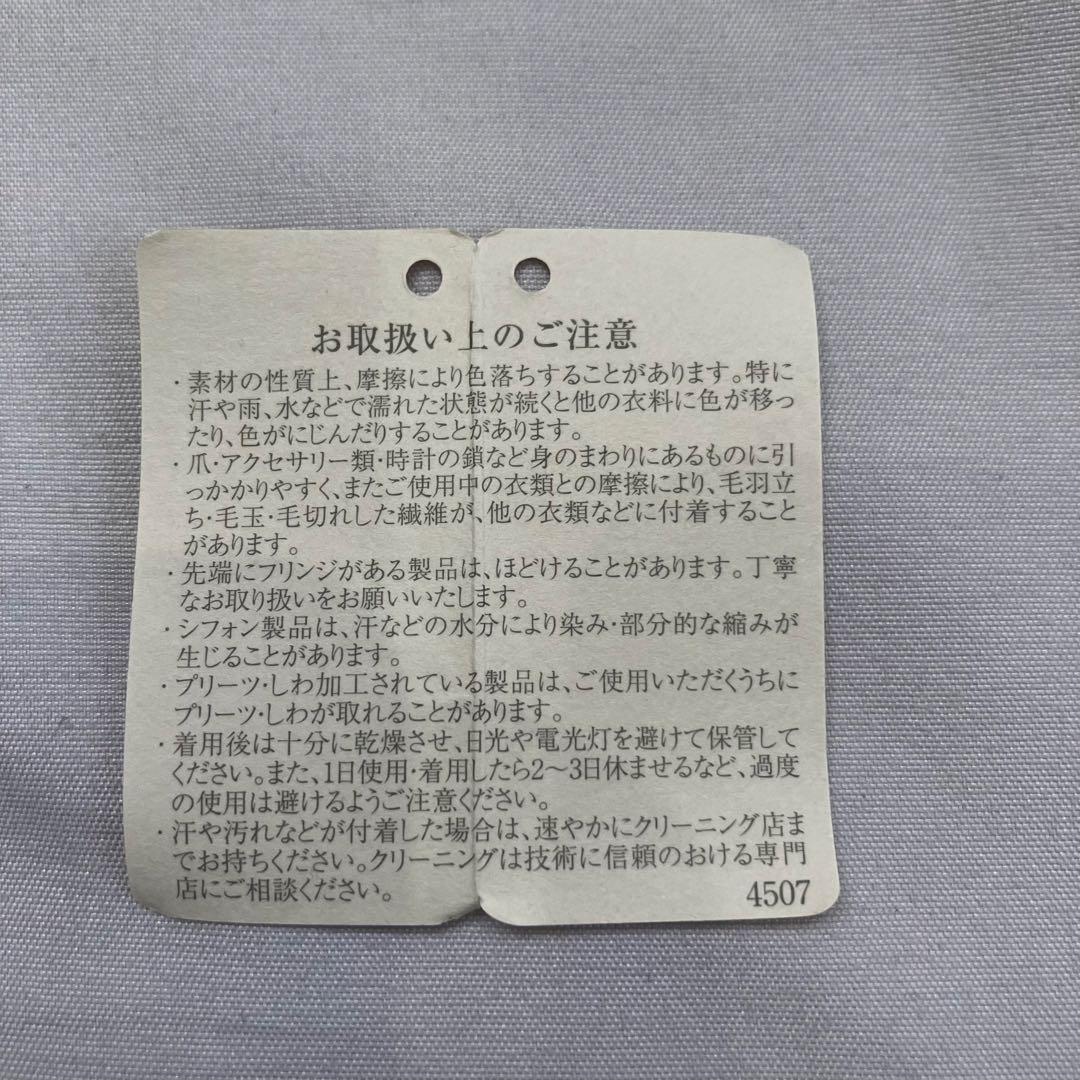 お取扱い上のご注意
・素材の性質上、摩擦により色落ちすることがあります。特に
汗や雨、水などで濡れた状態が続くと他の衣料に色が移っ
たり、色がにじんだりすることがあります。
・爪・アクセサリー類・時計の鎖など身のまわりにあるものに引
っかかりやすく、またご使用中の衣類との摩擦により、毛羽立
ち・毛玉・毛切れした繊維が、他の衣類などに付着すること
があります。
・先端にフリンジがある製品は、ほどけることがあります。丁寧
なお取り扱いをお願いいたします。
・シフォン製品は、汗などの水分により染み・部分的な縮みが
生じることがあります。
・プリーツ・しわ加工されている製品は、ご使用いただくうちに
プリーツ・しわが取れることがあります。
・着用後は十分に乾燥させ、日光や電光灯を避けて保管して
ください。また、1日使用・着用したら2〜3日休ませるなど、過度
の使用は避けるようご注意ください。
・汗や汚れなどが付着した場合は、速やかにクリーニング店ま
でお持ちください。クリーニングは技術に信頼のおける専門
店にご相談ください。
4507